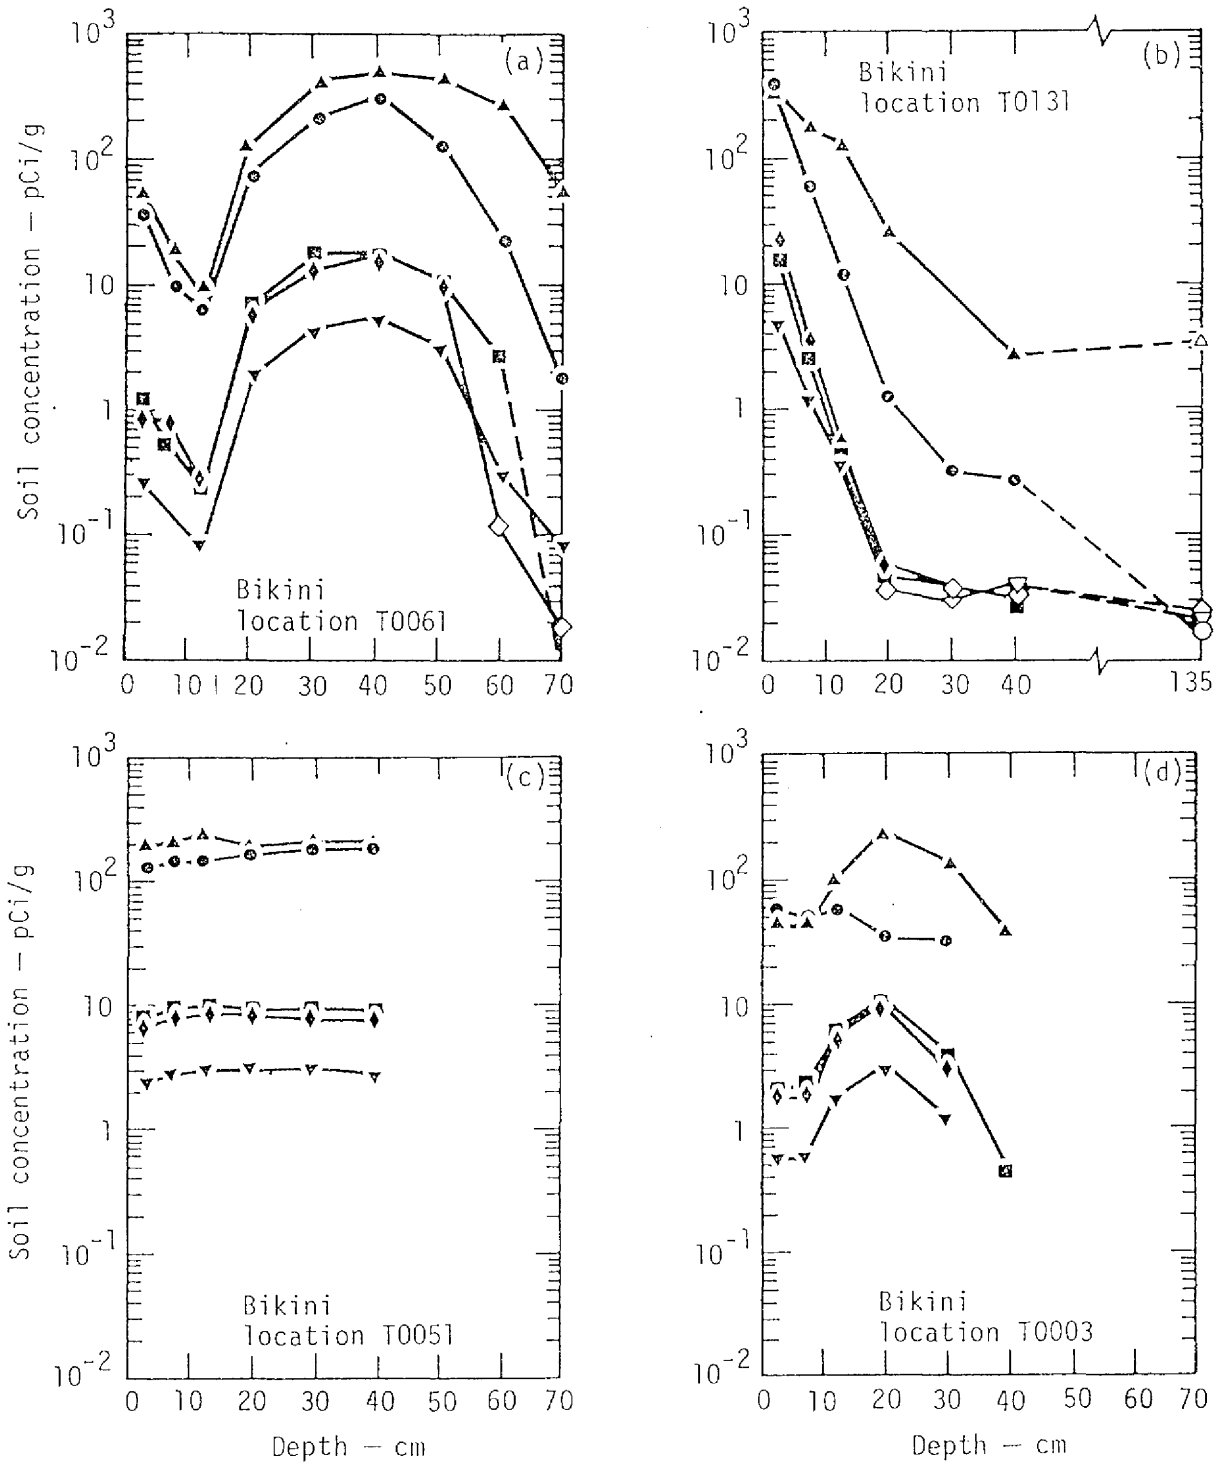 (a)
Soil concentration — pCi/g
10³
10²
10
1
10⁻¹
10⁻²
Bikini
location T0061
0 10 20 30 40 50 60 70
(b)
Bikini
location T0131
10³
10²
10
1
10⁻¹
10⁻²
0 10 20 30 40 135
(c)
Soil concentration — pCi/g
10³
10²
10
1
10⁻¹
10⁻²
Bikini
location T0051
0 10 20 30 40 50 60 70
Depth — cm
(d)
10³
10²
10
1
10⁻¹
10⁻²
Bikini
location T0003
0 10 20 30 40 50 60 70
Depth — cm